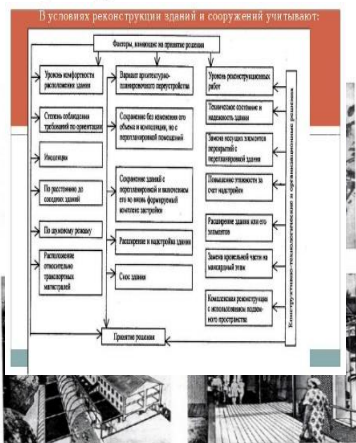 В условиях реконструкции зданий и сооружений учитывают:
Факторы, влияющие на принятие решения
Уровень комфортности
расположения здания
Степень соблюдения
требований по ориентации
Инсоляция
По расстоянию до
соседних зданий
По шумовому режиму
Расположение
относительно
транспортных
магистралей
Вариант архитектурно-
планировочного переустройства
Сохранение без изменения его
объема и композиции, но с
перепланировкой помещений
Сохранение зданий с
перепланировкой и включением
его во вновь формируемый
комплекс застройки
Расширение и надстройка здания
Снос здания
Уровень реконструкционных
работ
Техническое состояние и
надежность здания
Замена несущих элементов
перекрытий с
перепланировкой здания
Повышение этажности за
счет надстройки
Расширение здания или его
элементов
Замена кровельной части на
мансардный этаж
Комплексная реконструкция
с использованием подзем-
ного пространства
Конструктивно-технологические и организационные решения
Принятие решения